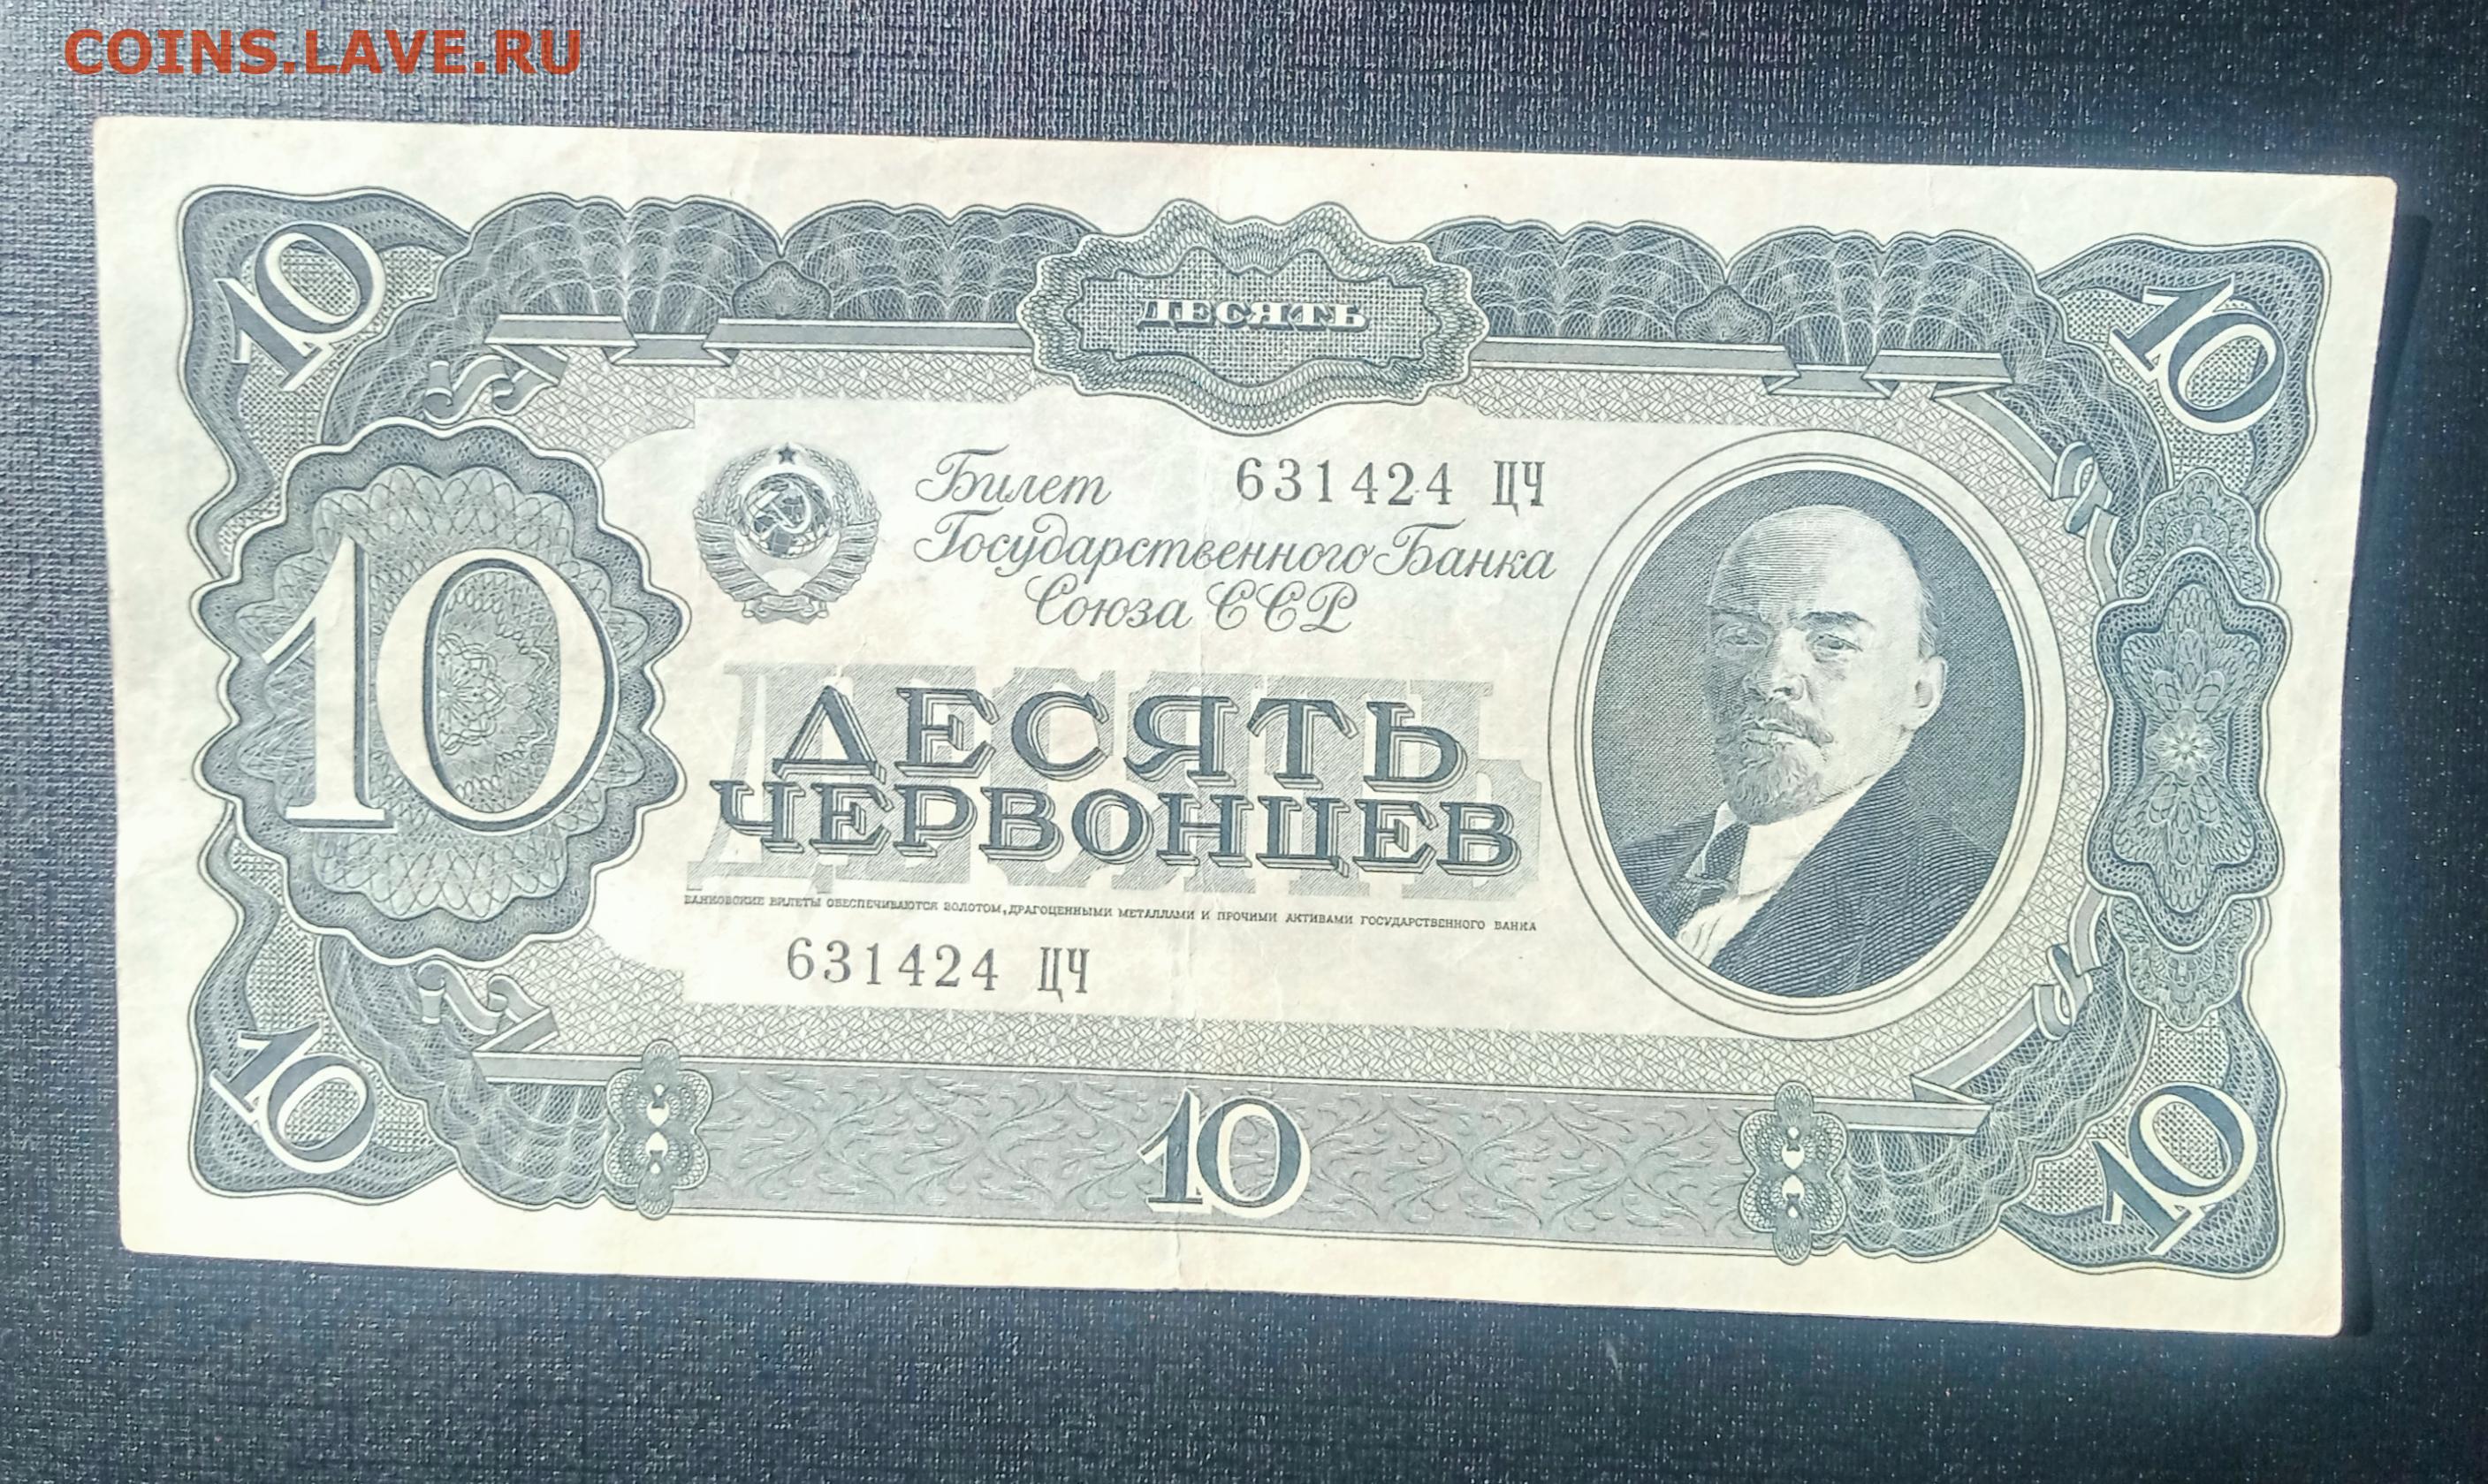 COINS.LAVE.RU
10
ДЕСЯТЬ
10
Билет 631424 ЦЧ
Государственного Банка
Союза ССР
10
ДЕСЯТЬ
ДЕСЯТЬ
ЧЕРВОНЦЕВ
БАНКОВСКИЕ БИЛЕТЫ ОБЕСПЕЧИВАЮТСЯ ЗОЛОТОМ, ДРАГОЦЕННЫМИ МЕТАЛЛАМИ И ПРОЧИМИ АКТИВАМИ ГОСУДАРСТВЕННОГО БАНКА
631424 ЦЧ
10
10
10